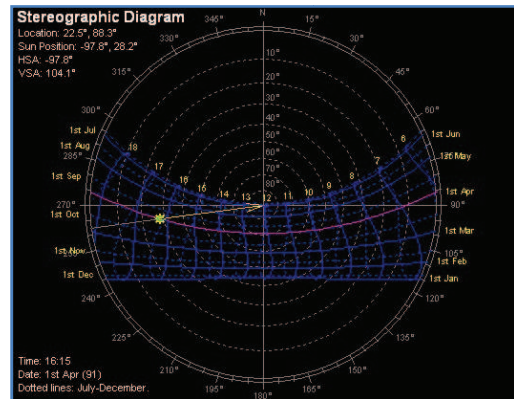 Stereographic Diagram
Location: 22.5°, 88.3°
Sun Position: -97.8°, 28.2°
HSA: -97.8°
VSA: 104.1°
N
345°
15°
330°
30°
315°
45°
300°
60°
285°
270°
90°
105°
240°
120°
225°
135°
210°
195°
180°
165°
150°
10°
20°
30°
40°
50°
60°
70°
80°
1st Jul
1st Aug
1st Sep
1st Oct
1st Nov
1st Dec
1st Jun
1st May
1st Apr
1st Mar
1st Feb
1st Jan
18
17
16
15
14
13
12
11
10
9
8
7
6
Time: 16:15
Date: 1st Apr (91)
Dotted lines: July-December.